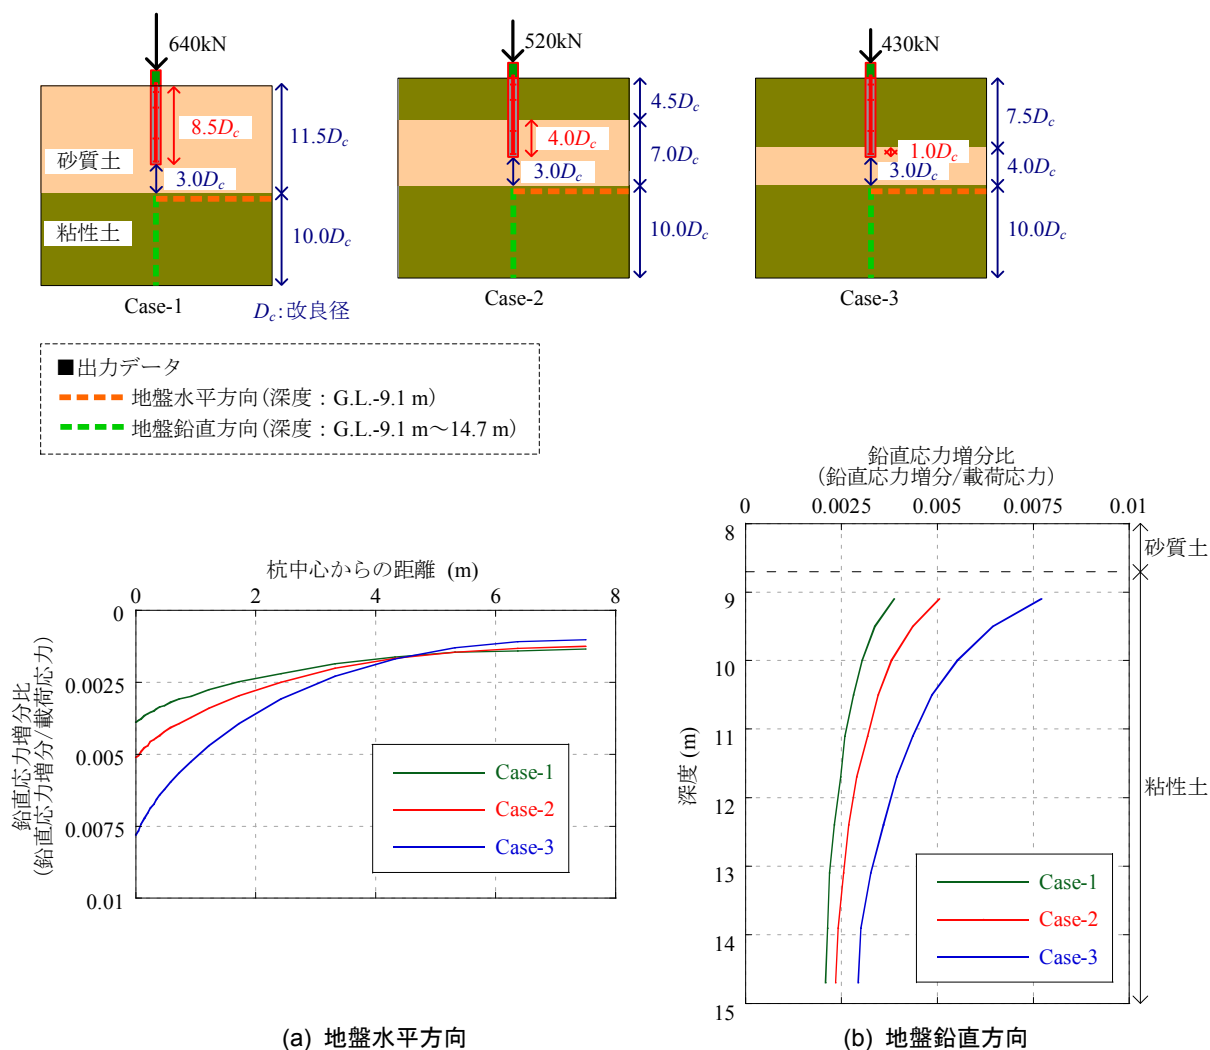 640kN
8.5Dc
11.5Dc
砂質土
3.0Dc
粘性土
10.0Dc
Case-1
Dc:改良径
520kN
4.5Dc
4.0Dc
7.0Dc
3.0Dc
10.0Dc
Case-2
430kN
7.5Dc
1.0Dc
3.0Dc
4.0Dc
10.0Dc
Case-3
■出力データ
地盤水平方向(深度：G.L.-9.1 m)
地盤鉛直方向(深度：G.L.-9.1 m～14.7 m)
杭中心からの距離 (m)
0 2 4 6 8
0
0.0025
0.005
0.0075
0.01
鉛直応力増分比
(鉛直応力増分/載荷応力)
Case-1
Case-2
Case-3
(a) 地盤水平方向
鉛直応力増分比
(鉛直応力増分/載荷応力)
0 0.0025 0.005 0.0075 0.01
8
9
10
11
12
13
14
15
深度 (m)
砂質土
粘性土
Case-1
Case-2
Case-3
(b) 地盤鉛直方向